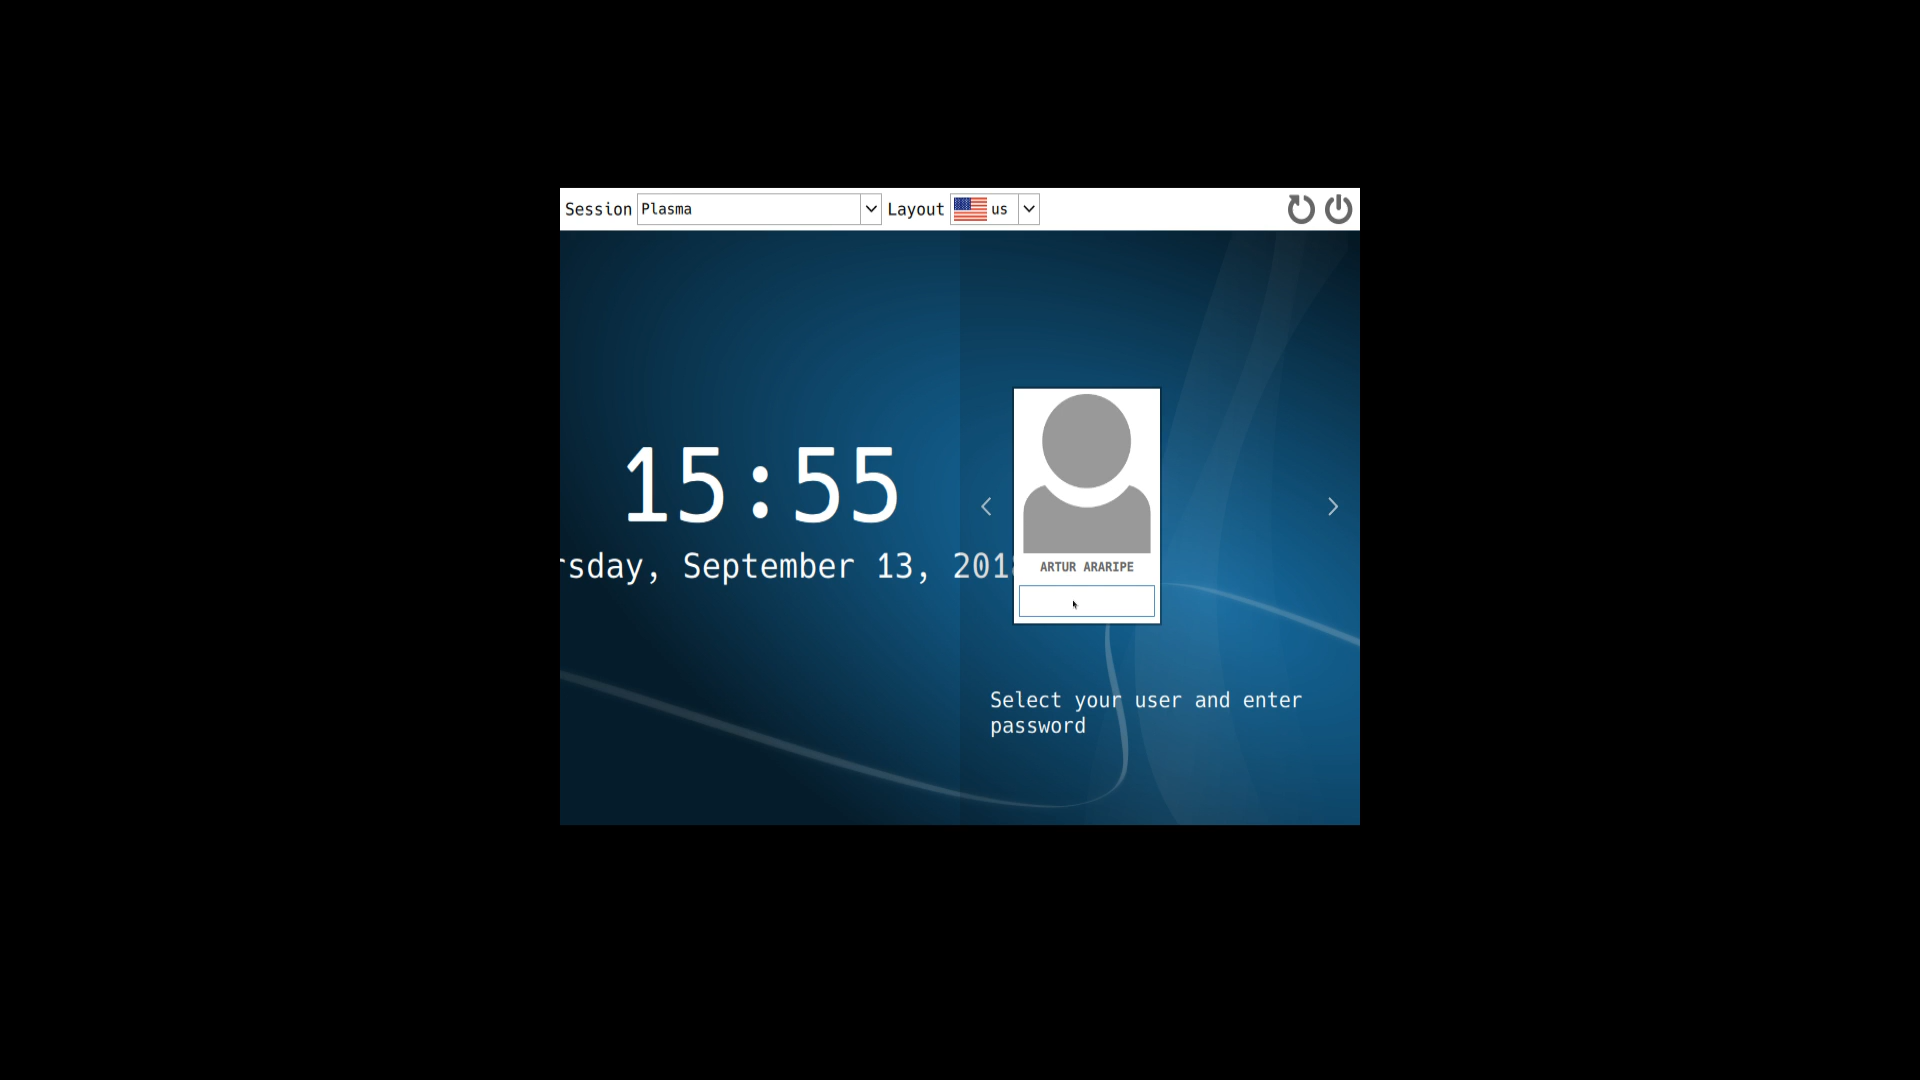 Session Plasma Layout us
15:55
rsday, September 13, 201
ARTUR ARARIPE
Select your user and enter
password